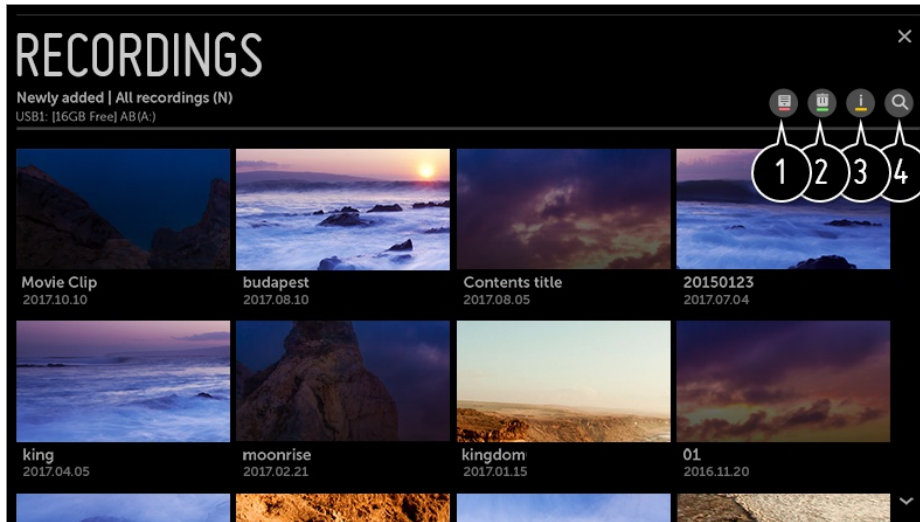 RECORDINGS
Newly added | All recordings (N)
USB1: [16GB Free] AB(A:)
1 2 3 4
Movie Clip
2017.10.10
budapest
2017.08.10
Contents title
2017.08.05
20150123
2017.07.04
king
2017.04.05
moonrise
2017.02.21
kingdom
2017.01.15
01
2016.11.20